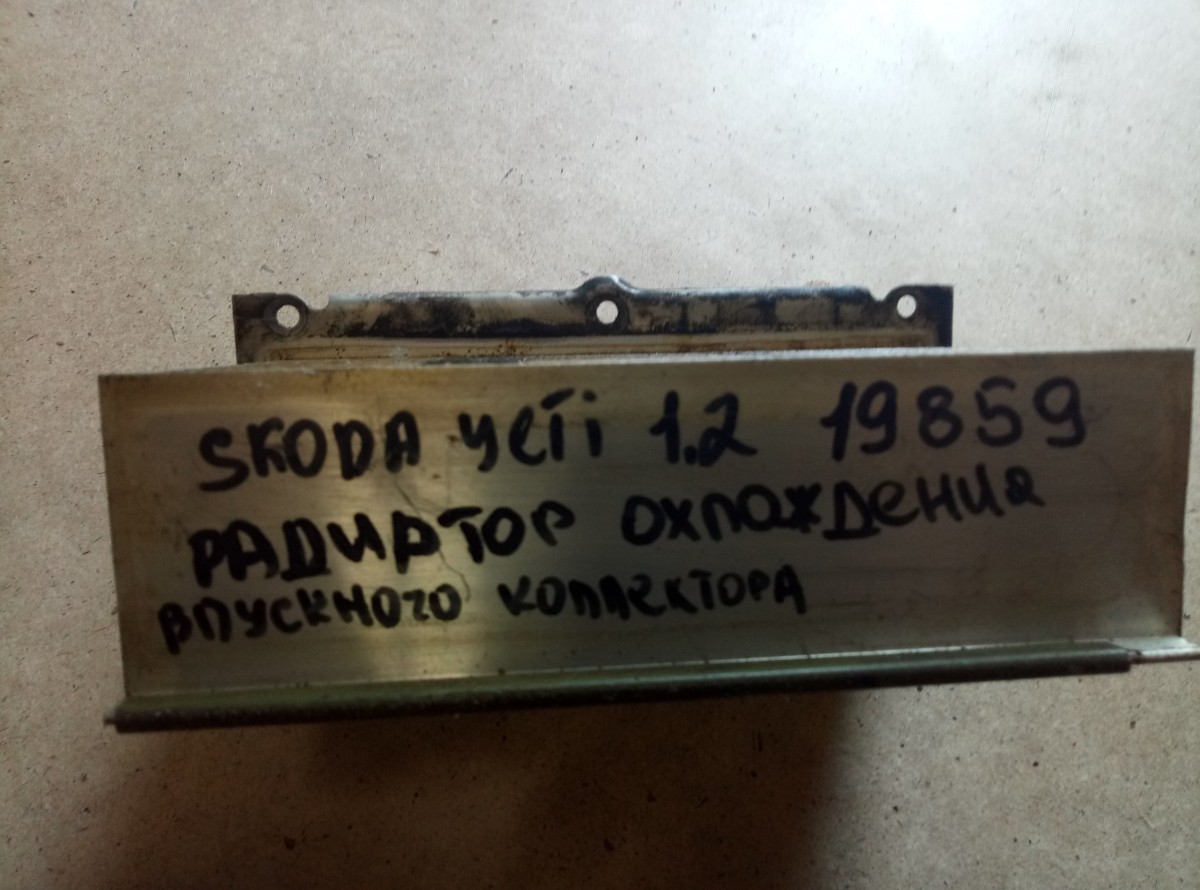 SKODA YETI 1.2 19859
РАДИАТОР ОХЛАЖДЕНИЯ
ВПУСКНОГО КОЛЛЕКТОРА